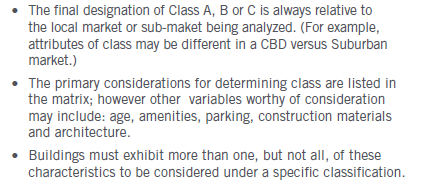 • The final designation of Class A, B or C is always relative to
the local market or sub-maket being analyzed. (For example,
attributes of class may be different in a CBD versus Suburban
market.)
• The primary considerations for determining class are listed in
the matrix; however other variables worthy of consideration
may include: age, amenities, parking, construction materials
and architecture.
• Buildings must exhibit more than one, but not all, of these
characteristics to be considered under a specific classification.